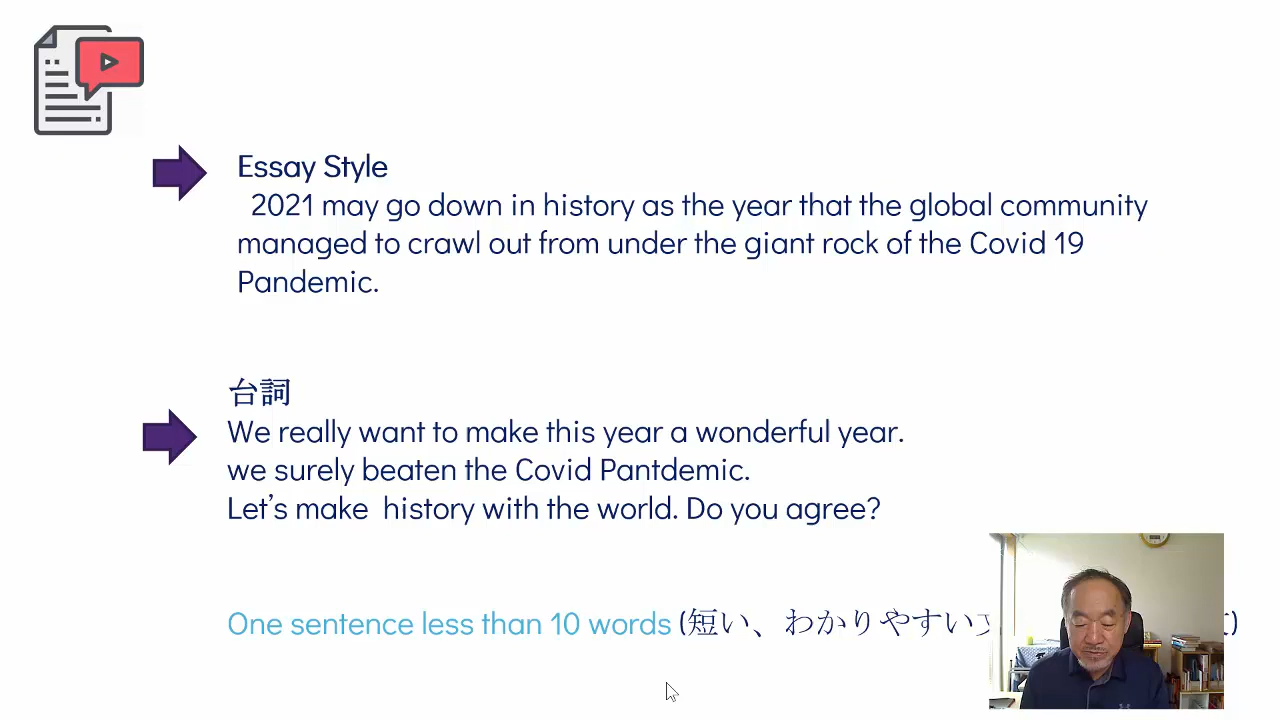 Essay Style
2021 may go down in history as the year that the global community
managed to crawl out from under the giant rock of the Covid 19
Pandemic.
台詞
We really want to make this year a wonderful year.
we surely beaten the Covid Pantdemic.
Let's make history with the world. Do you agree?
One sentence less than 10 words (短い、わかりやすい )